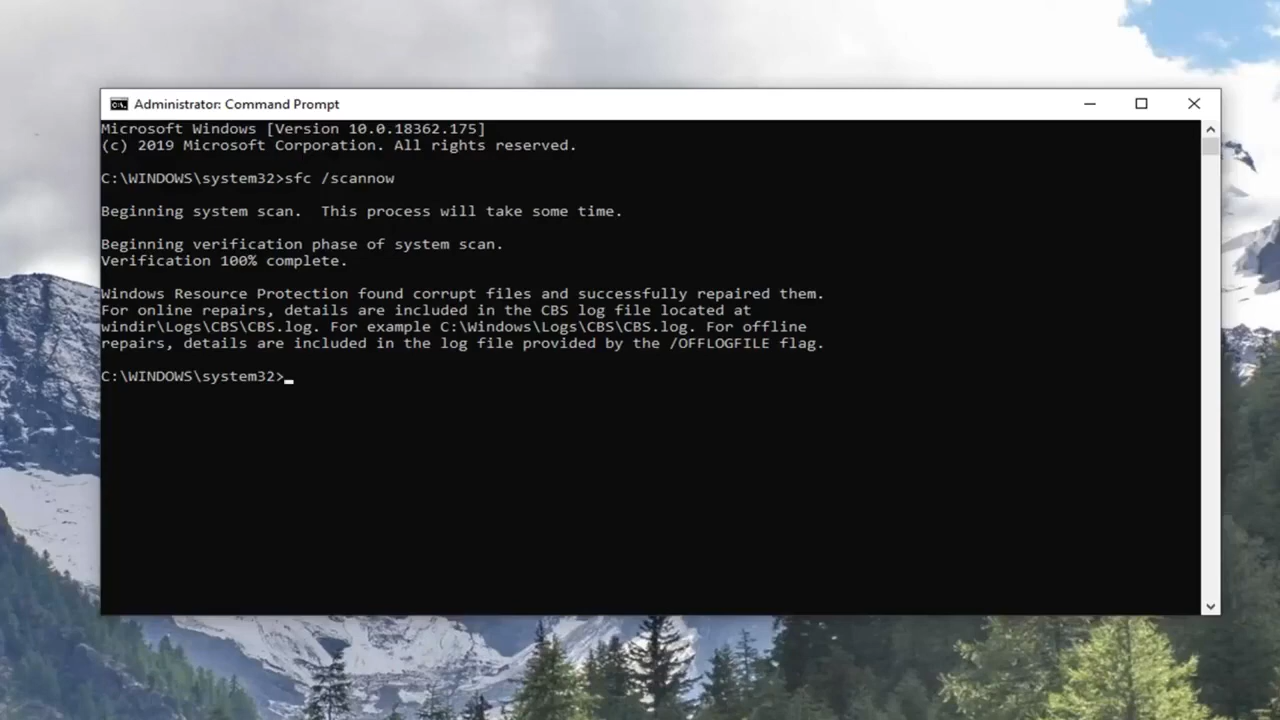 Administrator: Command Prompt
Microsoft Windows [Version 10.0.18362.175]
(c) 2019 Microsoft Corporation. All rights reserved.
C:\WINDOWS\system32>sfc /scannow
Beginning system scan.  This process will take some time.
Beginning verification phase of system scan.
Verification 100% complete.
Windows Resource Protection found corrupt files and successfully repaired them.
For online repairs, details are included in the CBS log file located at
windir\Logs\CBS\CBS.log. For example C:\Windows\Logs\CBS\CBS.log. For offline
repairs, details are included in the log file provided by the /OFFLOGFILE flag.
C:\WINDOWS\system32>